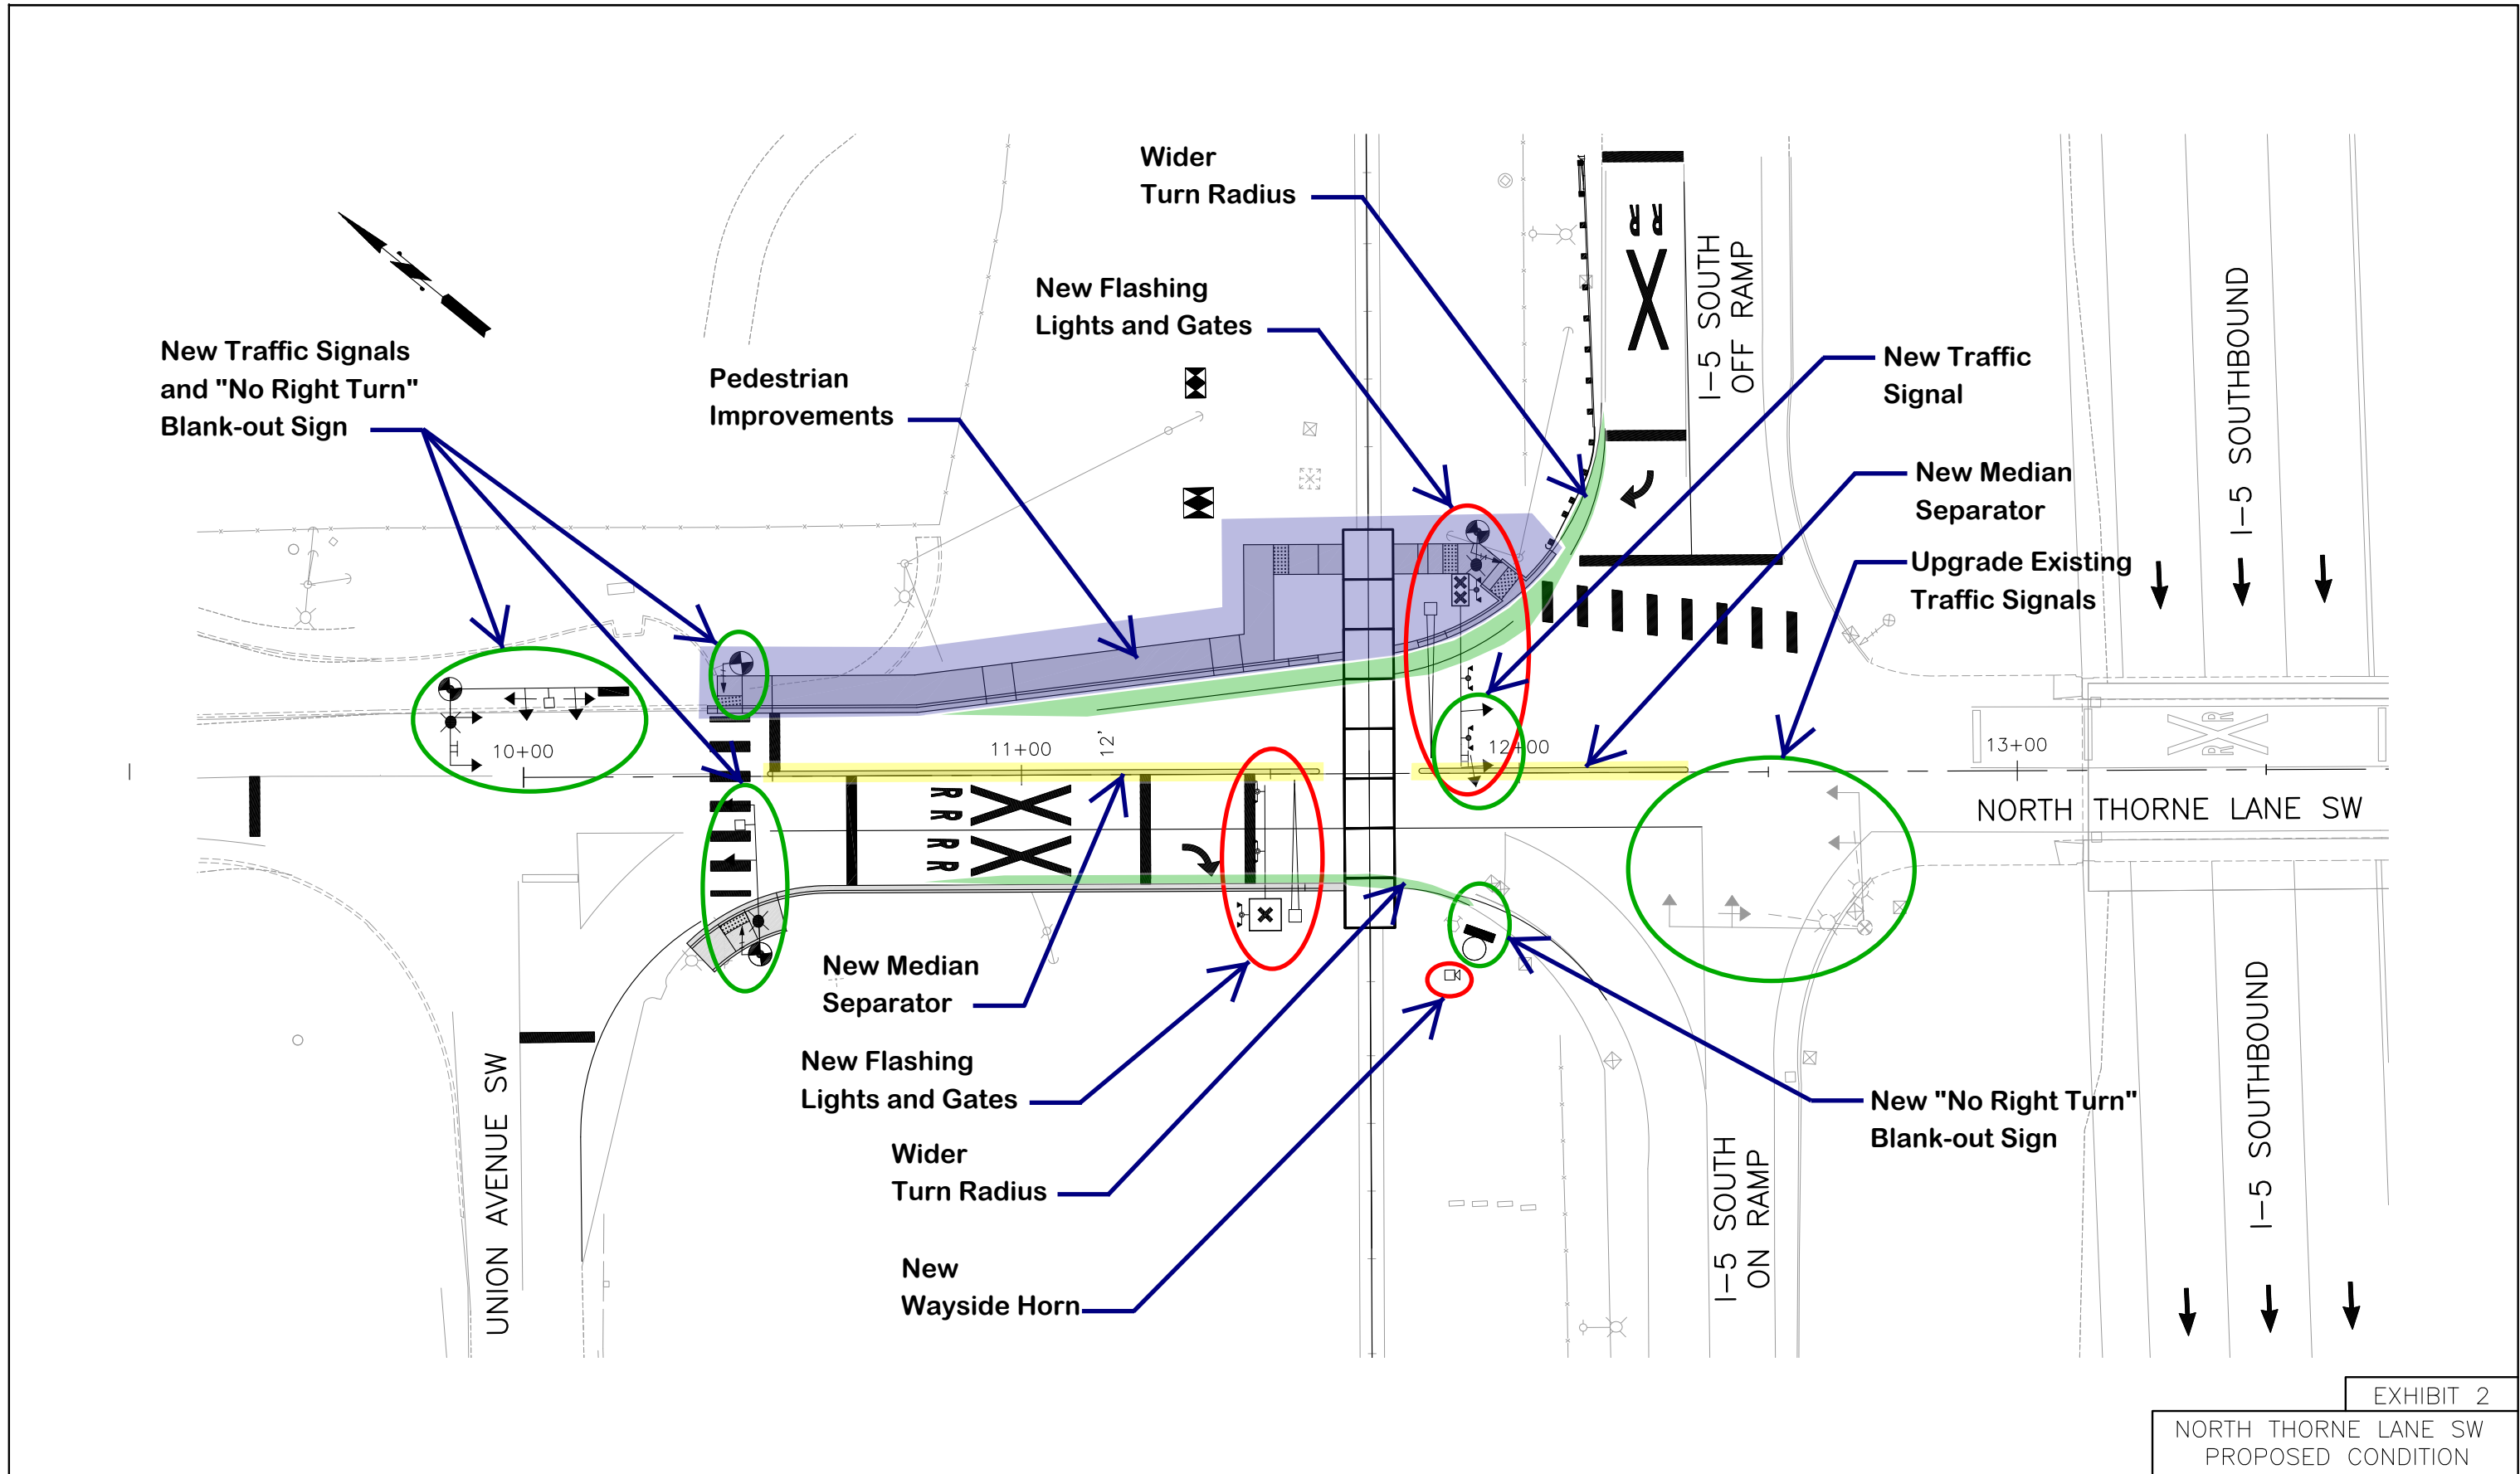 Wider
Turn Radius
New Flashing
Lights and Gates
New Traffic Signals
and "No Right Turn"
Blank-out Sign
Pedestrian
Improvements
N
RR
I-5 SOUTH
OFF RAMP
I-5 SOUTHBOUND
New Traffic
Signal
New Median
Separator
Upgrade Existing
Traffic Signals
10+00
11+00
12'
12+00
13+00
RR
NORTH THORNE LANE SW
R R
R R
New Median
Separator
New Flashing
Lights and Gates
Wider
Turn Radius
New
Wayside Horn
New "No Right Turn"
Blank-out Sign
UNION AVENUE SW
I-5 SOUTH
ON RAMP
I-5 SOUTHBOUND
EXHIBIT 2
NORTH THORNE LANE SW
PROPOSED CONDITION